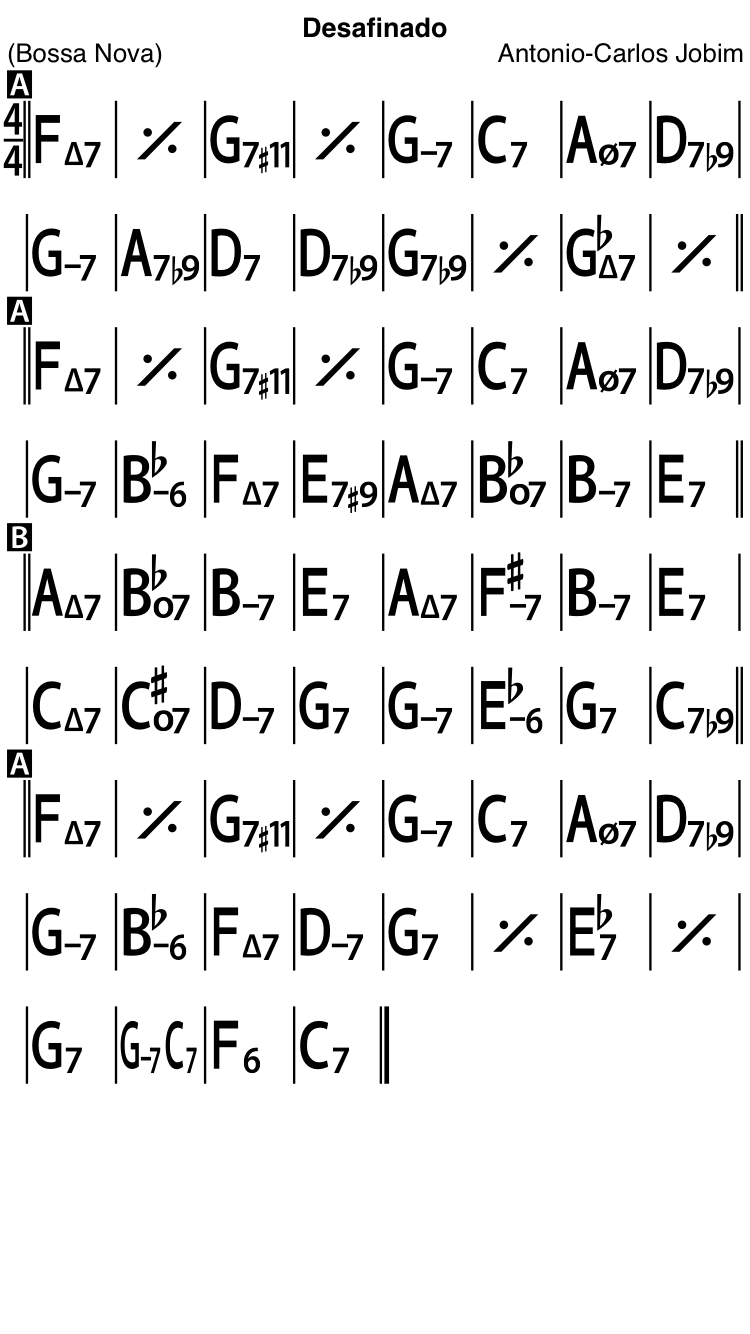 Desafinado
(Bossa Nova) Antonio-Carlos Jobim
A
4/4 FΔ7 | 𝄎 | G7♯11 | 𝄎 | G–7 | C7 | Aø7 | D7♭9 |
| G–7 | A7♭9 | D7 | D7♭9 | G7♭9 | 𝄎 | G♭Δ7 | 𝄎 ||
A
|| FΔ7 | 𝄎 | G7♯11 | 𝄎 | G–7 | C7 | Aø7 | D7♭9 |
| G–7 | B♭–6 | FΔ7 | E7♯9 | AΔ7 | B♭o7 | B–7 | E7 ||
B
|| AΔ7 | B♭o7 | B–7 | E7 | AΔ7 | F♯–7 | B–7 | E7 |
| CΔ7 | C♯o7 | D–7 | G7 | G–7 | E♭–6 | G7 | C7♭9 ||
A
|| FΔ7 | 𝄎 | G7♯11 | 𝄎 | G–7 | C7 | Aø7 | D7♭9 |
| G–7 | B♭–6 | FΔ7 | D–7 | G7 | 𝄎 | E♭7 | 𝄎 |
| G7 | G–7 C7 | F6 | C7 ||